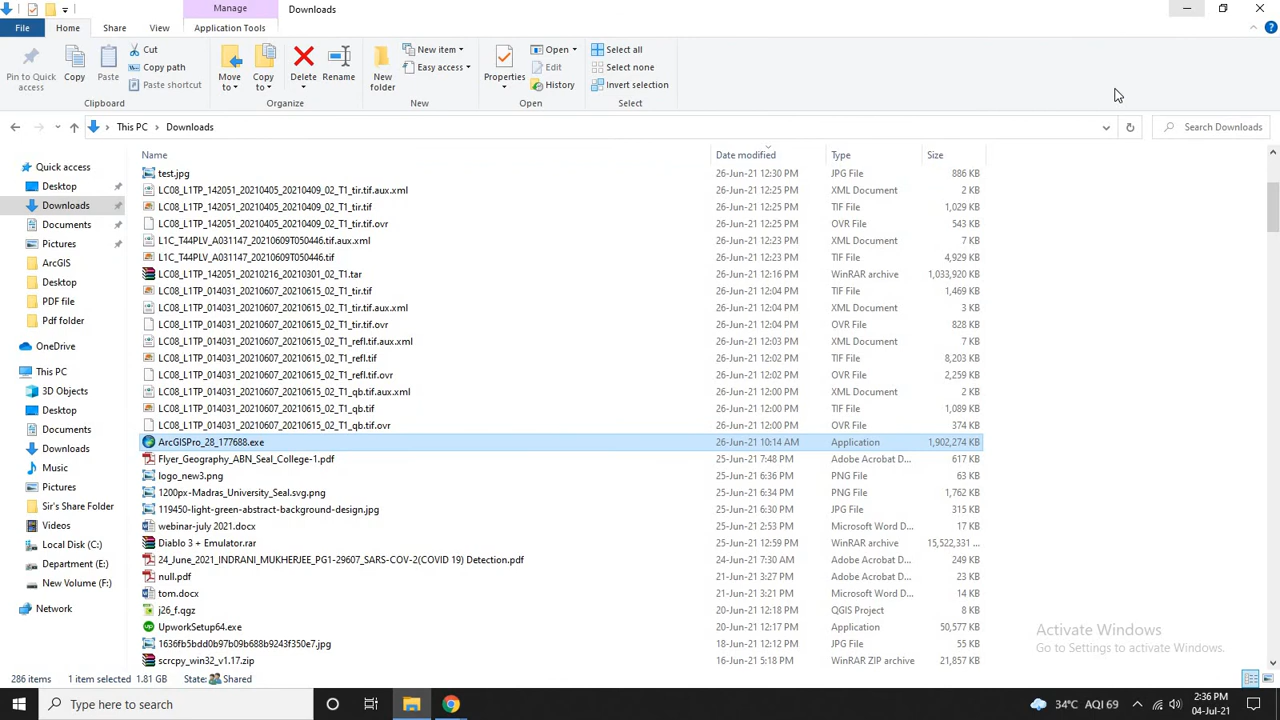 Manage
Downloads
File
Home
Share
View
Application Tools
Pin to Quick access
Copy
Paste
Cut
Copy path
Paste shortcut
Clipboard
Move to
Copy to
Delete
Rename
Organize
New folder
New item
Easy access
New
Properties
Open
Edit
History
Open
Select all
Select none
Invert selection
Select
This PC > Downloads
Search Downloads
Quick access
Desktop
Downloads
Documents
Pictures
ArcGIS
Desktop
PDF file
Pdf folder
OneDrive
This PC
3D Objects
Desktop
Documents
Downloads
Music
Pictures
Sir's Share Folder
Videos
Local Disk (C:)
Department (E:)
New Volume (F:)
Network
Name Date modified Type Size
test.jpg 26-Jun-21 12:30 PM JPG File 886 KB
LC08_L1TP_142051_20210405_20210409_02_T1_tir.tif.aux.xml 26-Jun-21 12:25 PM XML Document 2 KB
LC08_L1TP_142051_20210405_20210409_02_T1_tir.tif 26-Jun-21 12:25 PM TIF File 1,029 KB
LC08_L1TP_142051_20210405_20210409_02_T1_tir.tif.ovr 26-Jun-21 12:25 PM OVR File 543 KB
L1C_T44PLV_A031147_20210609T050446.tif.aux.xml 26-Jun-21 12:23 PM XML Document 7 KB
L1C_T44PLV_A031147_20210609T050446.tif 26-Jun-21 12:23 PM TIF File 4,929 KB
LC08_L1TP_142051_20210216_20210301_02_T1.tar 26-Jun-21 12:16 PM WinRAR archive 1,033,920 KB
LC08_L1TP_014031_20210607_20210615_02_T1_tir.tif 26-Jun-21 12:04 PM TIF File 1,469 KB
LC08_L1TP_014031_20210607_20210615_02_T1_tir.tif.aux.xml 26-Jun-21 12:04 PM XML Document 3 KB
LC08_L1TP_014031_20210607_20210615_02_T1_tir.tif.ovr 26-Jun-21 12:04 PM OVR File 828 KB
LC08_L1TP_014031_20210607_20210615_02_T1_refl.tif.aux.xml 26-Jun-21 12:03 PM XML Document 7 KB
LC08_L1TP_014031_20210607_20210615_02_T1_refl.tif 26-Jun-21 12:02 PM TIF File 8,203 KB
LC08_L1TP_014031_20210607_20210615_02_T1_refl.tif.ovr 26-Jun-21 12:02 PM OVR File 2,259 KB
LC08_L1TP_014031_20210607_20210615_02_T1_qb.tif.aux.xml 26-Jun-21 12:00 PM XML Document 2 KB
LC08_L1TP_014031_20210607_20210615_02_T1_qb.tif 26-Jun-21 12:00 PM TIF File 1,089 KB
LC08_L1TP_014031_20210607_20210615_02_T1_qb.tif.ovr 26-Jun-21 12:00 PM OVR File 374 KB
ArcGISPro_28_177688.exe 26-Jun-21 10:14 AM Application 1,902,274 KB
Flyer_Geography_ABN_Seal_College-1.pdf 25-Jun-21 7:48 PM Adobe Acrobat D... 617 KB
logo_new3.png 25-Jun-21 6:36 PM PNG File 63 KB
1200px-Madras_University_Seal.svg.png 25-Jun-21 6:34 PM PNG File 1,762 KB
119450-light-green-abstract-background-design.jpg 25-Jun-21 6:30 PM JPG File 315 KB
webinar-july 2021.docx 25-Jun-21 2:53 PM Microsoft Word D... 17 KB
Diablo 3 + Emulator.rar 25-Jun-21 12:59 PM WinRAR archive 15,522,331 ...
24_June_2021_INDRANI_MUKHERJEE_PG1-29607_SARS-COV-2(COVID 19) Detection.pdf 24-Jun-21 7:30 AM Adobe Acrobat D... 249 KB
null.pdf 21-Jun-21 3:27 PM Adobe Acrobat D... 23 KB
tom.docx 21-Jun-21 3:21 PM Microsoft Word D... 14 KB
j26_f.qgz 20-Jun-21 12:18 PM QGIS Project 8 KB
UpworkSetup64.exe 20-Jun-21 12:17 PM Application 50,577 KB
1636fb5bdd0b97b09b688b9243f350e7.jpg 18-Jun-21 12:12 PM JPG File 55 KB
scrcpy_win32_v1.17.zip 16-Jun-21 5:18 PM WinRAR ZIP archive 21,857 KB
Activate Windows
Go to Settings to activate Windows.
286 items 1 item selected 1.81 GB State: Shared
Type here to search
34°C AQI 69
2:36 PM
04-Jul-21